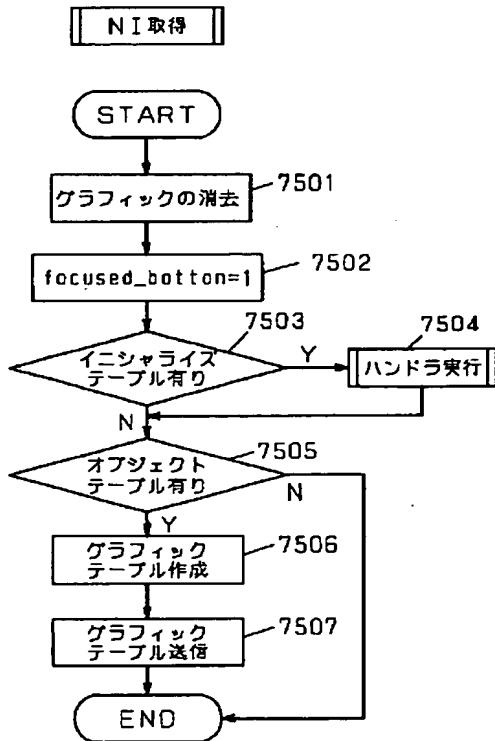 NI取得
START
グラフィックの消去
7501
focused_botton=1
7502
7503
イニシャライズ
テーブル有り
Y
7504
ハンドラ実行
N
7505
オブジェクト
テーブル有り
N
Y
グラフィック
テーブル作成
7506
グラフィック
テーブル送信
7507
END